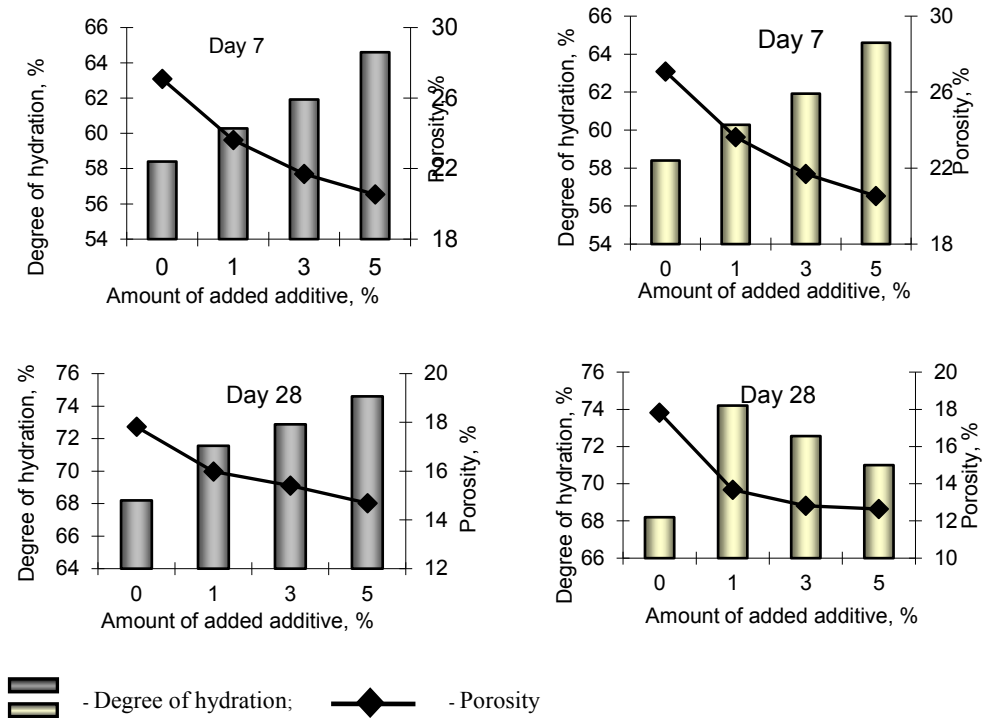 Day 7
Degree of hydration, %
66
64
62
60
58
56
54
30
26
22
18
Porosity, %
0 1 3 5
Amount of added additive, %
Day 7
Degree of hydration, %
66
64
62
60
58
56
54
30
26
22
18
Porosity, %
0 1 3 5
Amount of added additive, %
Day 28
Degree of hydration, %
76
74
72
70
68
66
64
20
18
16
14
12
Porosity, %
0 1 3 5
Amount of added additive, %
Day 28
Degree of hydration, %
76
74
72
70
68
66
20
18
16
14
12
10
Porosity, %
0 1 3 5
Amount of added additive, %
- Degree of hydration; - Porosity